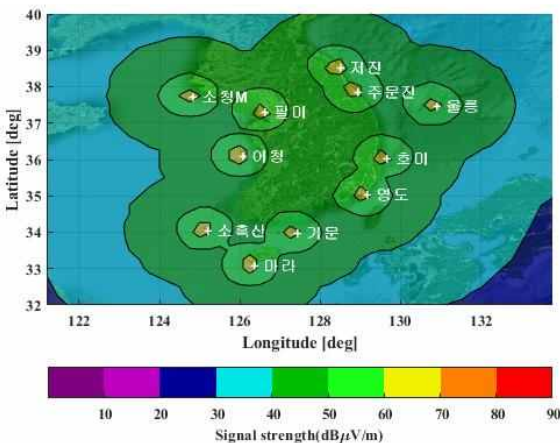 40
39
38
37
36
35
34
33
32
Latitude [deg]
저진
주문진
소청M
팔미
울릉
어청
호미
영도
소흑산
거문
마라
122 124 126 128 130 132
Longitude [deg]
10 20 30 40 50 60 70 80 90
Signal strength(dBµV/m)